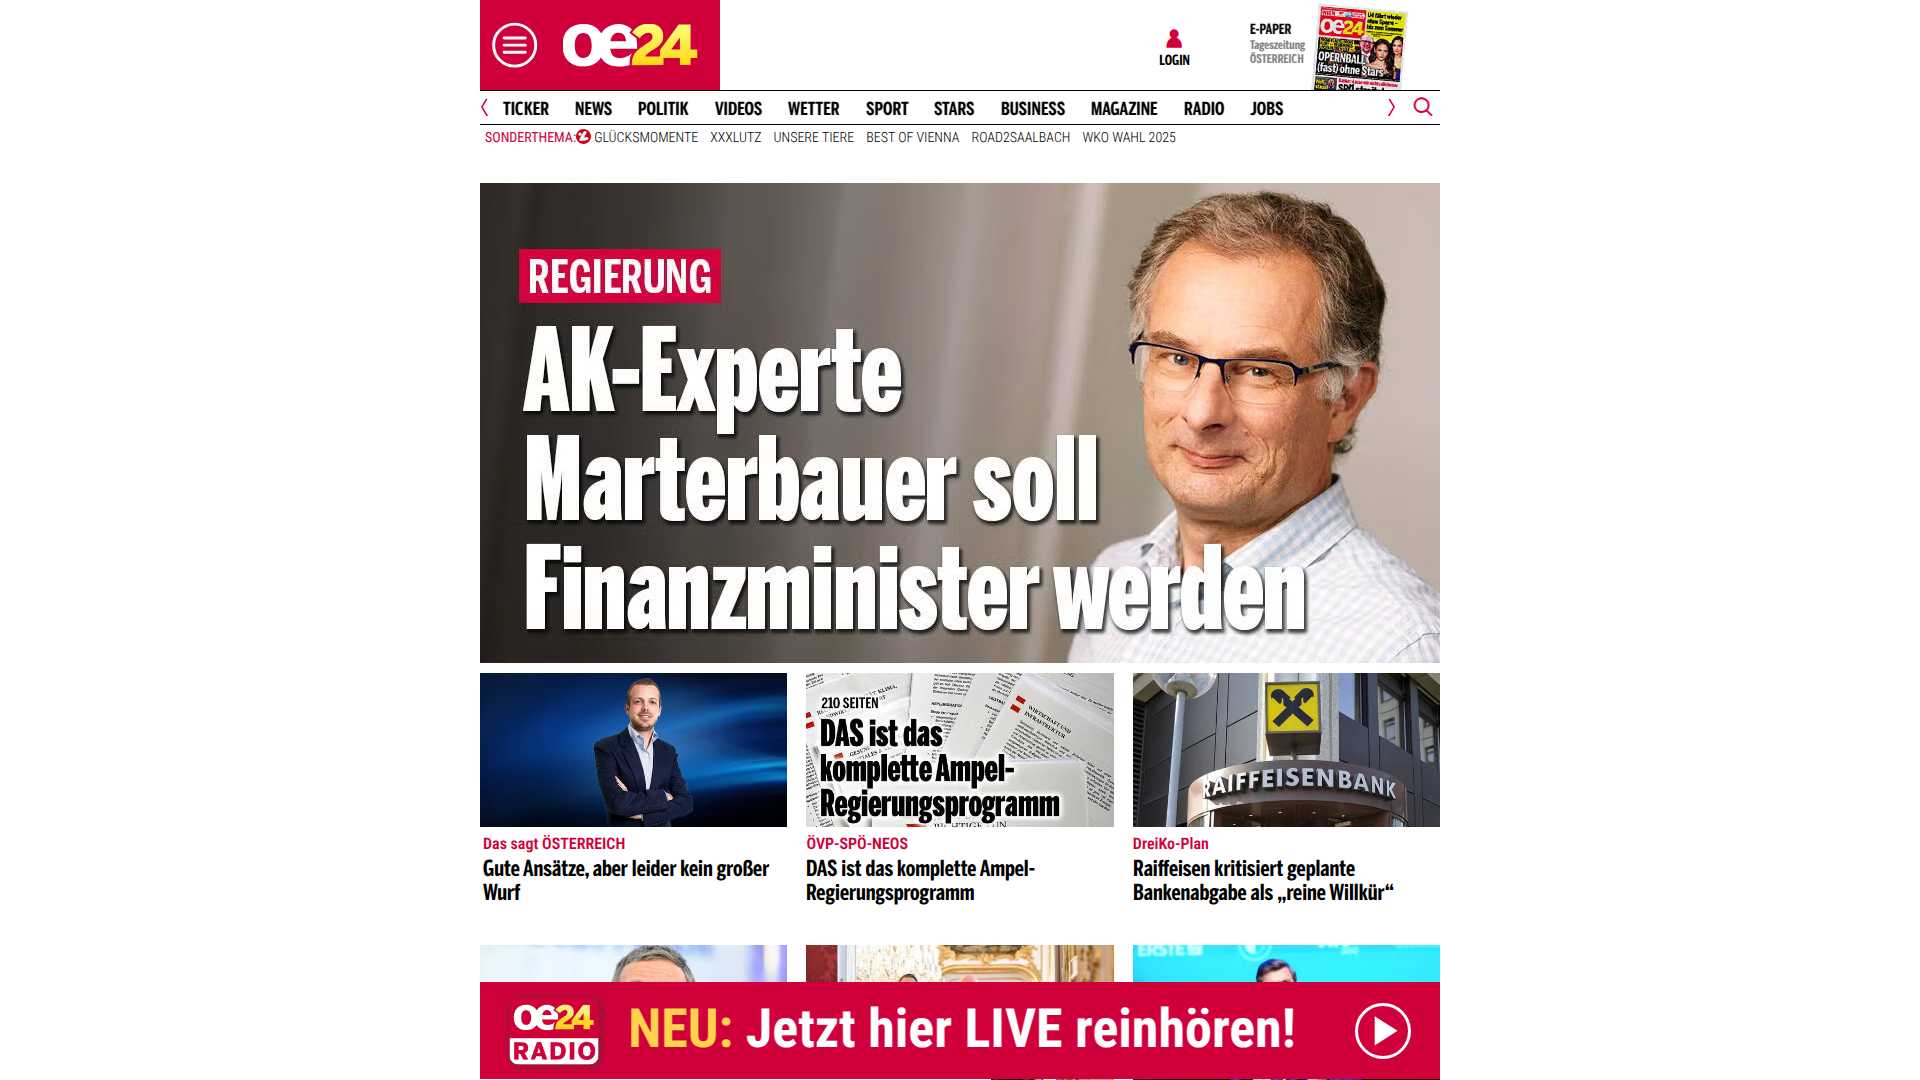 oe24
LOGIN
E-PAPER
Tageszeitung
ÖSTERREICH
oe24
OPERNBALL
(fast) ohne Stars
TICKER NEWS POLITIK VIDEOS WETTER SPORT STARS BUSINESS MAGAZINE RADIO JOBS
SONDERTHEMA: GLÜCKSMOMENTE XXXLUTZ UNSERE TIERE BEST OF VIENNA ROAD2SAALBACH WKO WAHL 2025
REGIERUNG
AK-Experte
Marterbauer soll
Finanzminister werden
210 SEITEN
DAS ist das
komplette Ampel-
Regierungsprogramm
WIRTSCHAFT UND
INFRASTRUKTUR
RAIFFEISENBANK
Das sagt ÖSTERREICH
Gute Ansätze, aber leider kein großer
Wurf
ÖVP-SPÖ-NEOS
DAS ist das komplette Ampel-
Regierungsprogramm
DreiKo-Plan
Raiffeisen kritisiert geplante
Bankenabgabe als „reine Willkür“
ERSTE
oe24
RADIO
NEU: Jetzt hier LIVE reinhören!